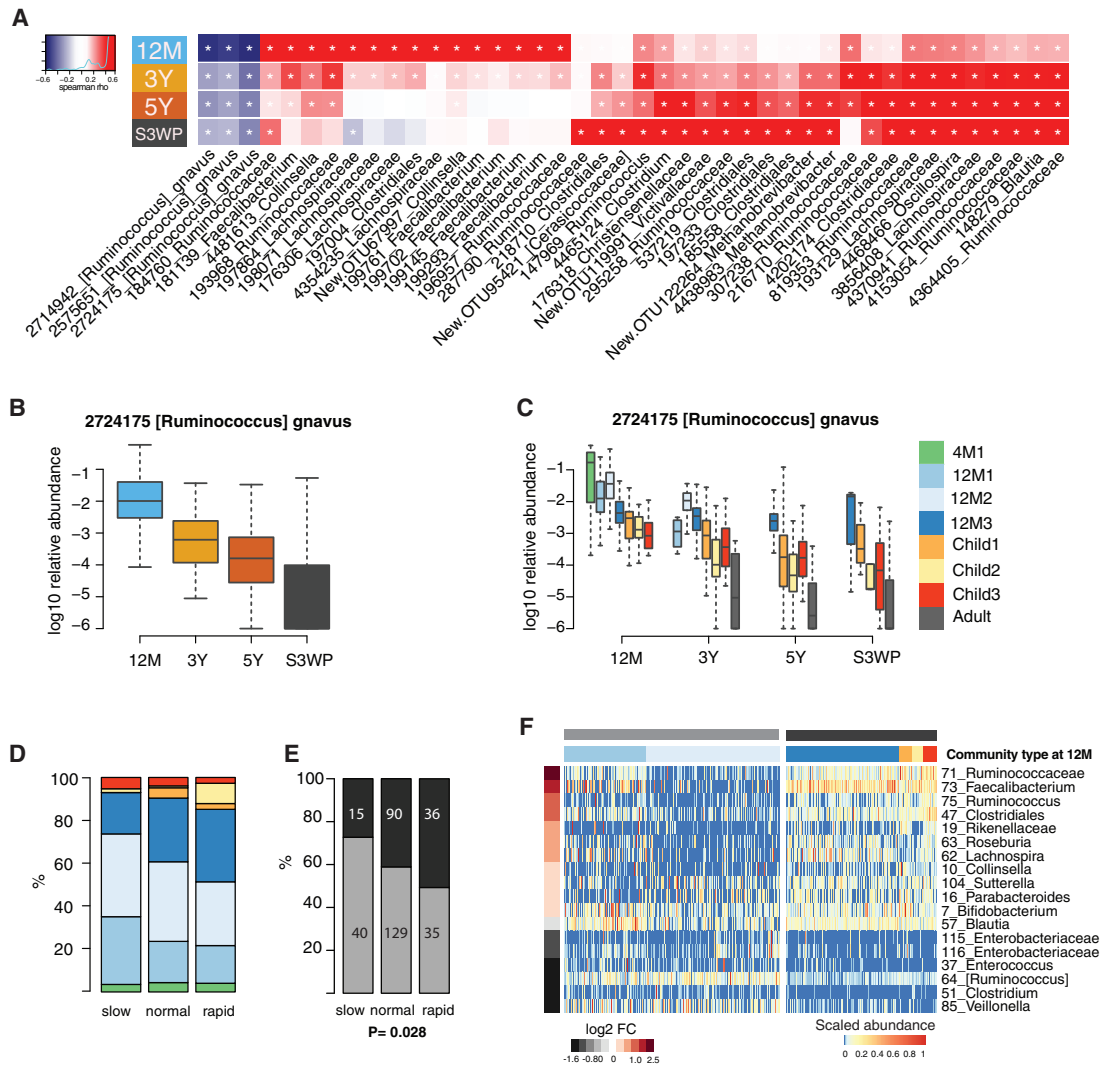 A
−0.6 −0.2 0.2 0.6
spearman rho
12M
3Y
5Y
S3WP
2714942_[Ruminococcus]_gnavus
2575651_[Ruminococcus]_gnavus
2724175_[Ruminococcus]_gnavus
184760_Ruminococcaceae
181139_Faecalibacterium
4481613_Collinsella
19968_Ruminococcaceae
197864_Lachnospiraceae
198071_Lachnospiraceae
176306_Lachnospiraceae
197004_Clostridiales
4354235_Lachnospiraceae
New.OTU67997_Collinsella
199761_Faecalibacterium
199702_Faecalibacterium
199145_Faecalibacterium
199293_Faecalibacterium
196957_Ruminococcaceae
287790_Ruminococcaceae
218710_Clostridiales
New.OTU95421_[Cerasicoccaceae]
147969_Ruminococcus
4465124_Clostridium
176318_Christensenellaceae
New.OTU119991_Victivallaceae
295258_Ruminococcaceae
537219_Clostridiales
197233_Clostridiales
185558_Clostridiales
New.OTU122264_Methanobrevibacter
4438983_Methanobrevibacter
307238_Ruminococcaceae
216710_Ruminococcaceae
4202174_Clostridiaceae
819353_Ruminococcaceae
193129_Lachnospiraceae
4468466_Oscillospira
3856408_Lachnospiraceae
4370941_Ruminococcaceae
4153054_Ruminococcaceae
148279_Blautia
4364405_Ruminococcaceae
B
2724175 [Ruminococcus] gnavus
log10 relative abundance
−1
−2
−3
−4
−5
−6
12M 3Y 5Y S3WP
C
2724175 [Ruminococcus] gnavus
log10 relative abundance
−1
−2
−3
−4
−5
−6
12M 3Y 5Y S3WP
4M1
12M1
12M2
12M3
Child1
Child2
Child3
Adult
D
%
100
80
60
40
20
slow normal rapid
E
%
100
80
60
40
20
15 90 36
40 129 35
slow normal rapid
P= 0.028
F
Community type at 12M
71_Ruminococcaceae
73_Faecalibacterium
75_Ruminococcus
47_Clostridiales
19_Rikenellaceae
63_Roseburia
62_Lachnospira
10_Collinsella
104_Sutterella
16_Parabacteroides
7_Bifidobacterium
57_Blautia
115_Enterobacteriaceae
116_Enterobacteriaceae
37_Enterococcus
64_[Ruminococcus]
51_Clostridium
85_Veillonella
log2 FC
-1.6 -0.80 0 1.0 2.5
Scaled abundance
0 0.2 0.4 0.6 0.8 1